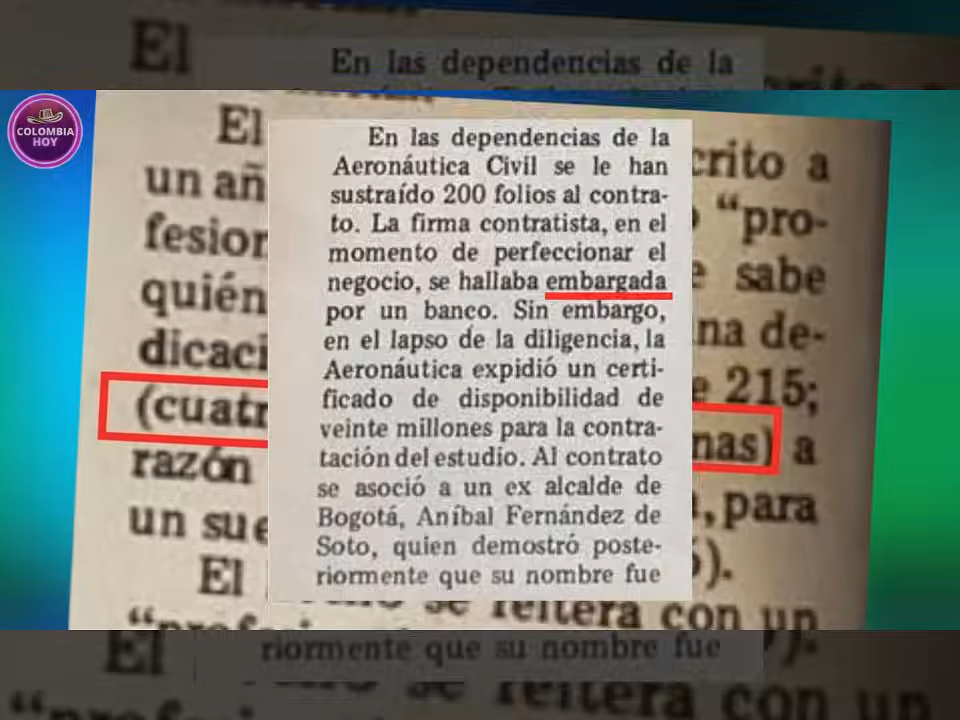 El
En las dependencias de la
COLOMBIA
HOY
El
crito a
un añ
"pro-
fesion
quién
sabe
dicaci
na de-
215;
(cuatr
nas) a
razón
un sue
, para
El
En las dependencias de la
Aeronáutica Civil se le han
sustraído 200 folios al contra-
to. La firma contratista, en el
momento de perfeccionar el
negocio, se hallaba embargada
por un banco. Sin embargo,
en el lapso de la diligencia, la
Aeronáutica expidió un certi-
ficado de disponibilidad de
veinte millones para la contra-
tación del estudio. Al contrato
se asoció a un ex alcalde de
Bogotá, Aníbal Fernández de
Soto, quien demostró poste-
riormente que su nombre fue
se reitera con un
El
riormente que su nombre fue
se reitera con un